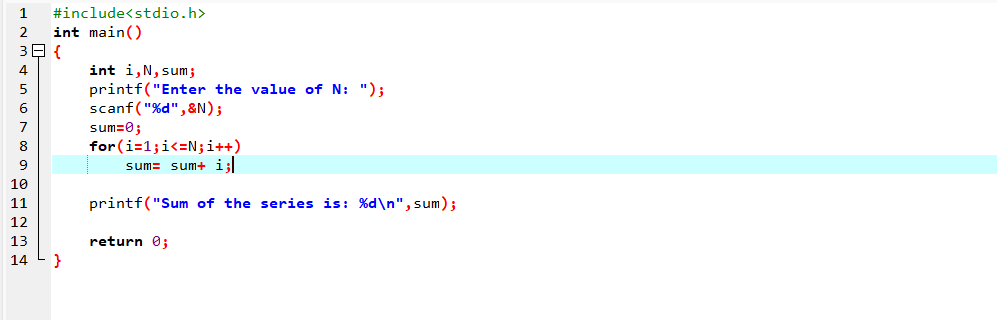 1 #include<stdio.h>
2 int main()
3 {
4     int i,N,sum;
5     printf("Enter the value of N: ");
6     scanf("%d",&N);
7     sum=0;
8     for(i=1;i<=N;i++)
9         sum= sum+ i;
10
11     printf("Sum of the series is: %d\n",sum);
12
13     return 0;
14 }